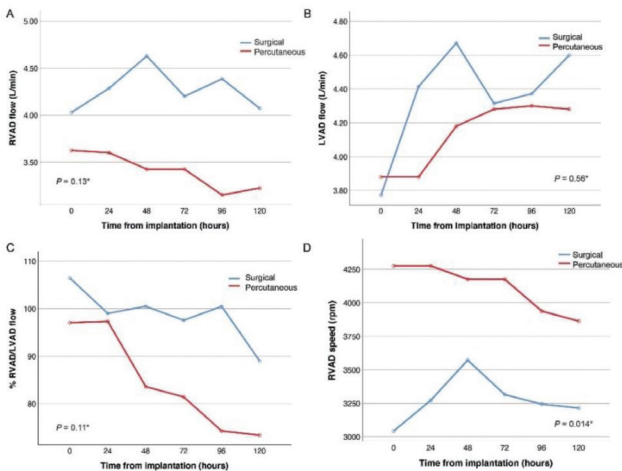 A
5.00
4.50
4.00
3.50
RVAD flow (L/min)
Surgical
Percutaneous
P = 0.13*
0 24 48 72 96 120
Time from implantation (hours)
B
4.80
4.60
4.40
4.20
4.00
3.80
LVAD flow (L/min)
Surgical
Percutaneous
P = 0.56*
0 24 48 72 96 120
Time from Implantation (hours)
C
110
100
90
80
% RVAD/LVAD flow
Surgical
Percutaneous
P = 0.11*
0 24 48 72 96 120
Time from implantation (hours)
D
4250
4000
3750
3500
3250
3000
RVAD speed (rpm)
Surgical
Percutaneous
P = 0.014*
0 24 48 72 96 120
Time from implantation (hours)